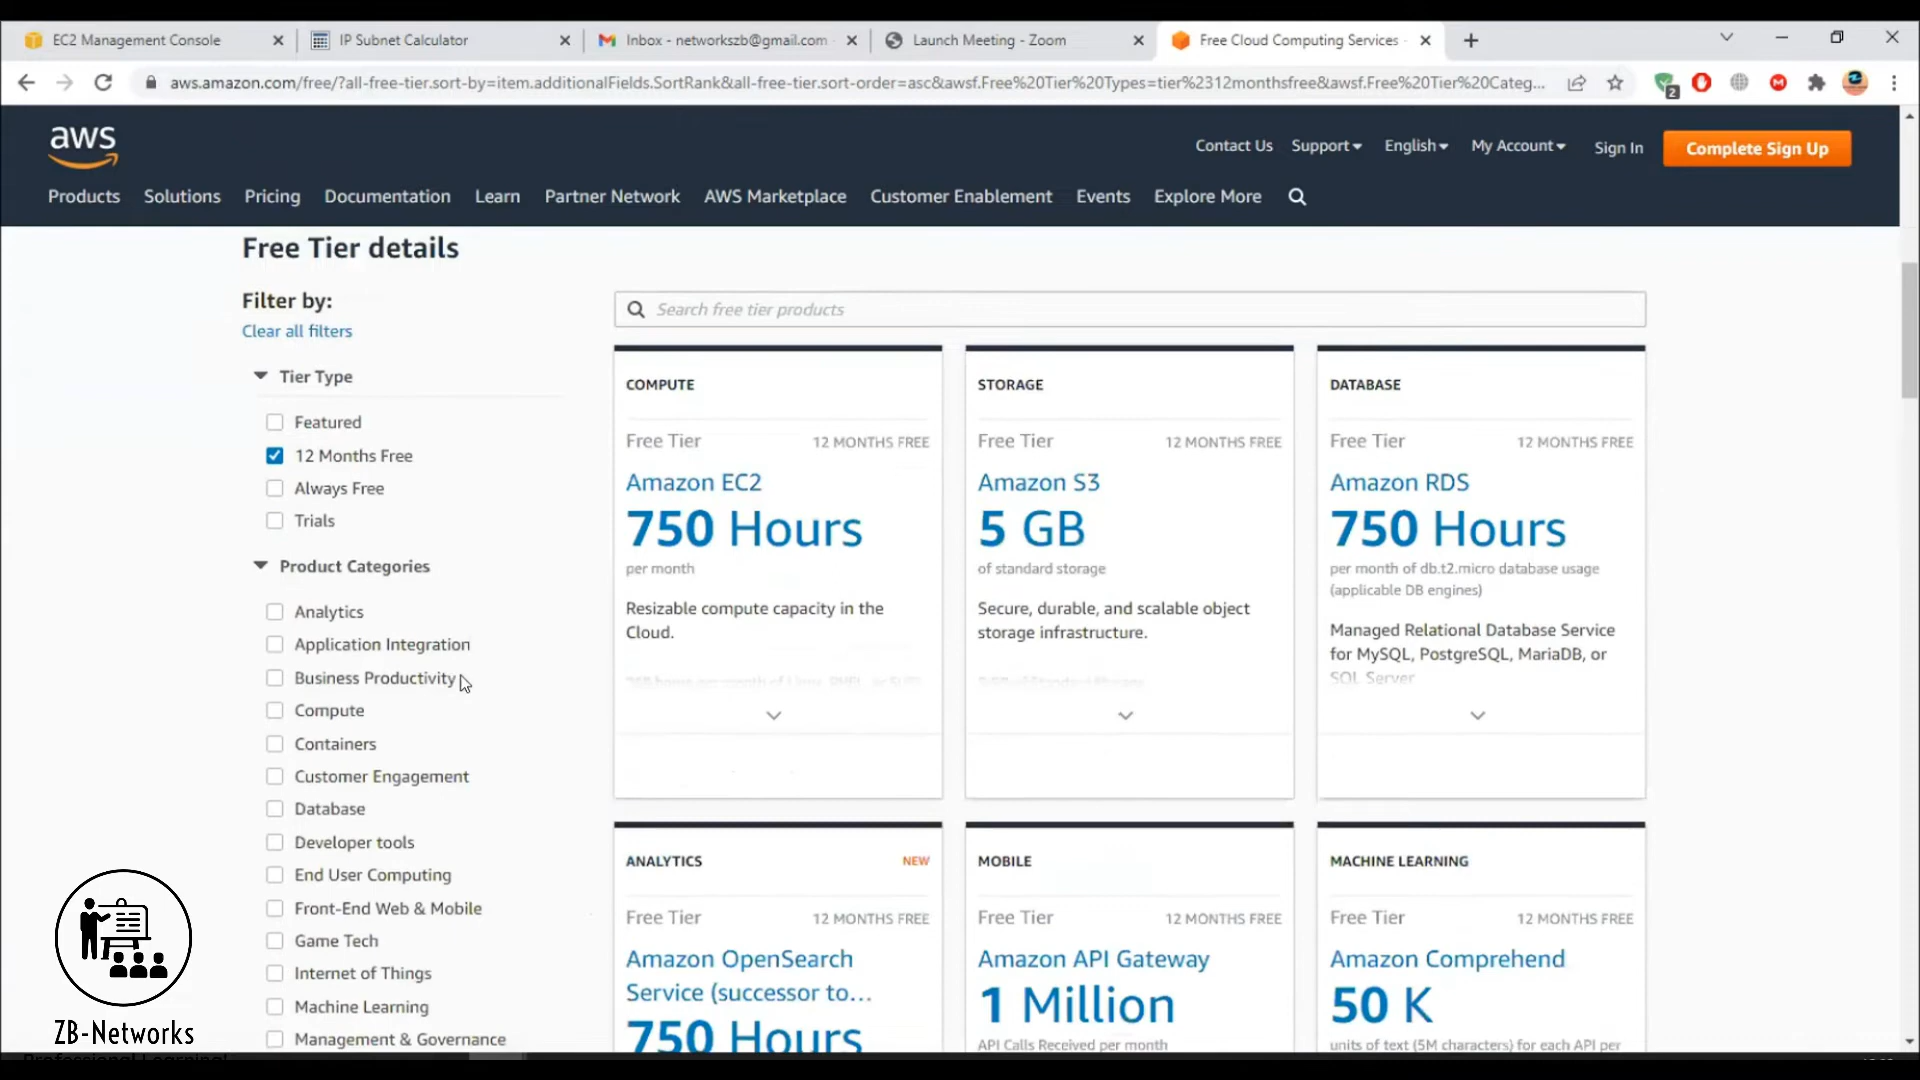 EC2 Management Console
IP Subnet Calculator
Inbox - networkszb@gmail.com
Launch Meeting - Zoom
Free Cloud Computing Services -
aws.amazon.com/free/?all-free-tier.sort-by=item.additionalFields.SortRank&all-free-tier.sort-order=asc&awsf.Free%20Tier%20Types=tier%2312monthsfree&awsf.Free%20Tier%20Categ...
2
aws
Contact Us Support English My Account Sign In Complete Sign Up
Products Solutions Pricing Documentation Learn Partner Network AWS Marketplace Customer Enablement Events Explore More
Free Tier details
Filter by:
Clear all filters
Tier Type
Featured
12 Months Free
Always Free
Trials
Product Categories
Analytics
Application Integration
Business Productivity
Compute
Containers
Customer Engagement
Database
Developer tools
End User Computing
Front-End Web & Mobile
Game Tech
Internet of Things
Machine Learning
Management & Governance
Search free tier products
COMPUTE
Free Tier 12 MONTHS FREE
Amazon EC2
750 Hours
per month
Resizable compute capacity in the
Cloud.
STORAGE
Free Tier 12 MONTHS FREE
Amazon S3
5 GB
of standard storage
Secure, durable, and scalable object
storage infrastructure.
DATABASE
Free Tier 12 MONTHS FREE
Amazon RDS
750 Hours
per month of db.t2.micro database usage
(applicable DB engines)
Managed Relational Database Service
for MySQL, PostgreSQL, MariaDB, or
SQL Server
ANALYTICS NEW
Free Tier 12 MONTHS FREE
Amazon OpenSearch
Service (successor to...
750 Hours
MOBILE
Free Tier 12 MONTHS FREE
Amazon API Gateway
1 Million
API Calls Received per month
MACHINE LEARNING
Free Tier 12 MONTHS FREE
Amazon Comprehend
50 K
units of text (5M characters) for each API per
ZB-Networks
Professional Learning!